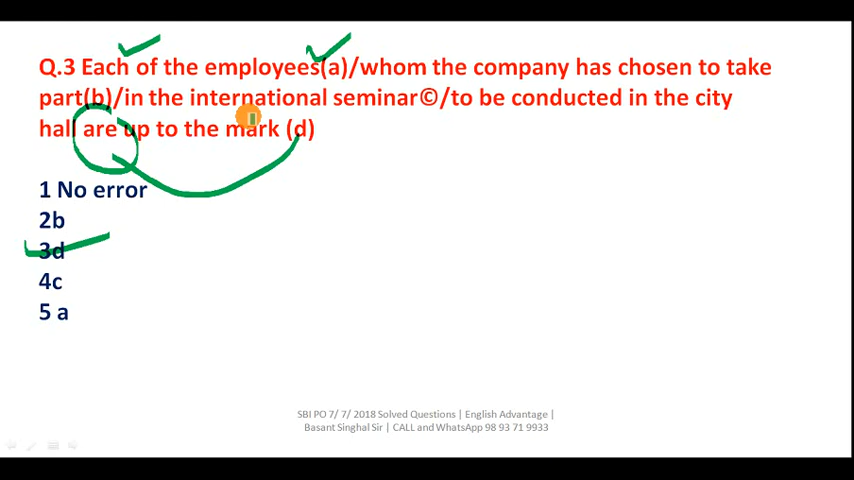 Q.3 Each of the employees(a)/whom the company has chosen to take
part(b)/in the international seminar©/to be conducted in the city
hall are up to the mark (d)
1 No error
2b
3d
4c
5 a
SBI PO 7/ 7/ 2018 Solved Questions | English Advantage |
Basant Singhal Sir | CALL and WhatsApp 98 93 71 9933